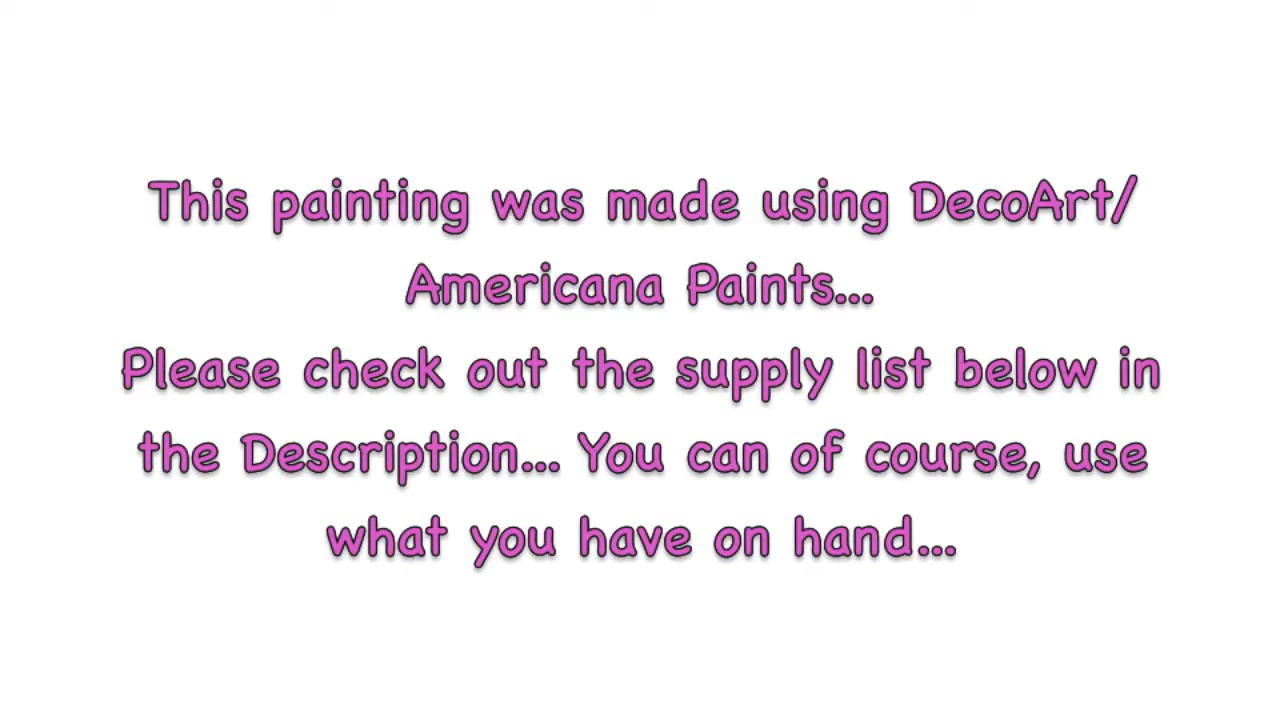 This painting was made using DecoArt/
Americana Paints...
Please check out the supply list below in
the Description... You can of course, use
what you have on hand...